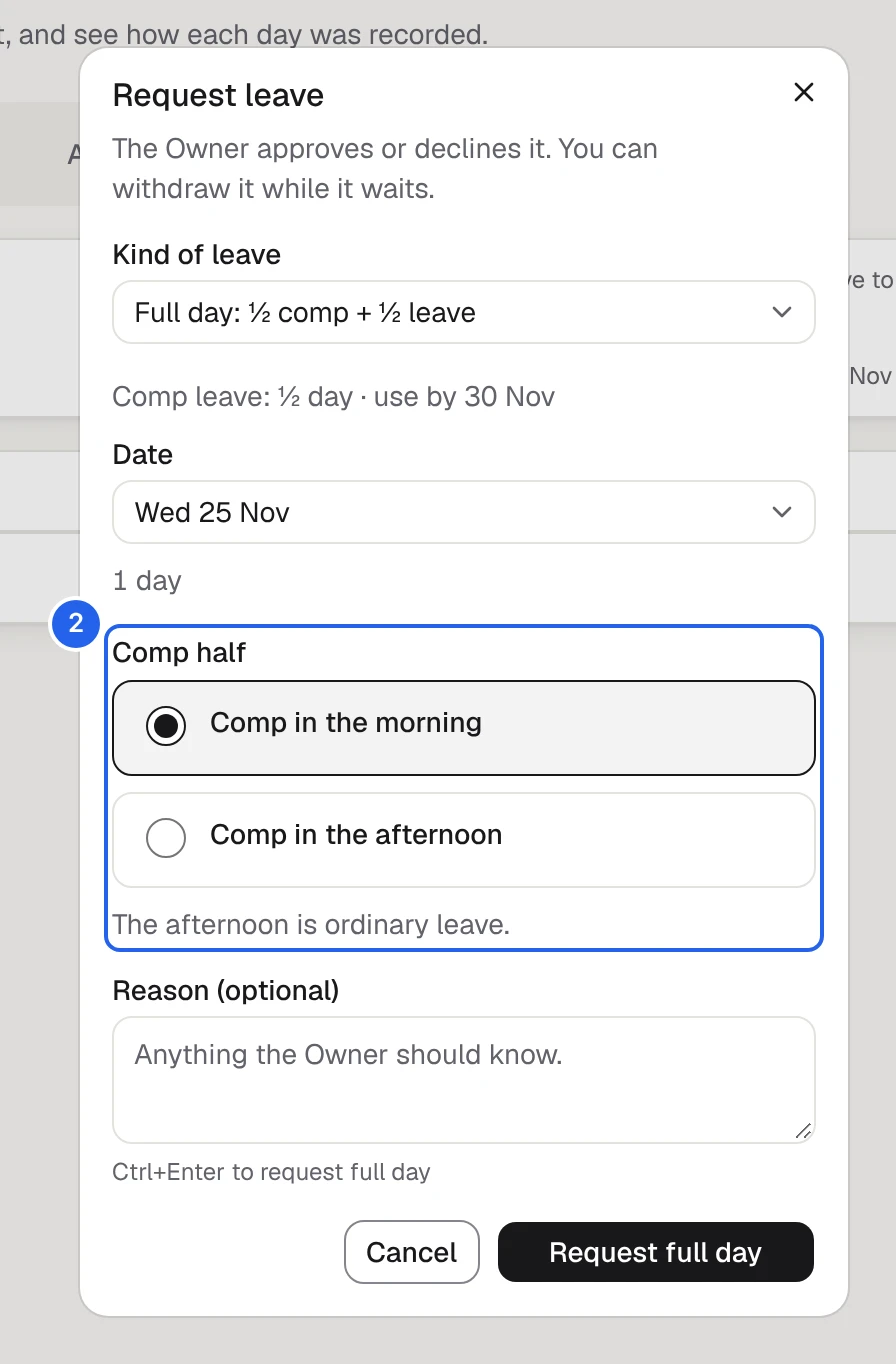 , and see how each day was recorded.
Request leave
The Owner approves or declines it. You can
withdraw it while it waits.
Kind of leave
Full day: ½ comp + ½ leave
to
Comp leave: ½ day · use by 30 Nov
Nov
Date
Wed 25 Nov
1 day
2
Comp half
Comp in the morning
Comp in the afternoon
The afternoon is ordinary leave.
Reason (optional)
Anything the Owner should know.
Ctrl+Enter to request full day
Cancel
Request full day